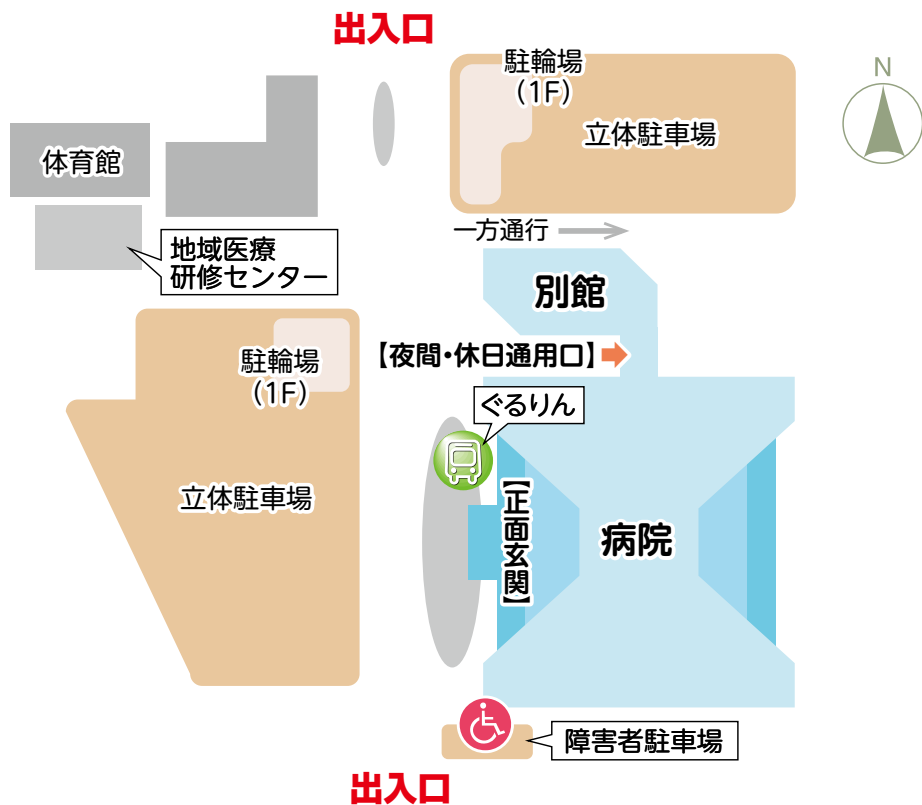 出入口
駐輪場
(1F)
立体駐車場
N
体育館
一方通行
地域医療
研修センター
別館
【夜間・休日通用口】
駐輪場
(1F)
ぐるりん
立体駐車場
【正面玄関】
病院
障害者駐車場
出入口